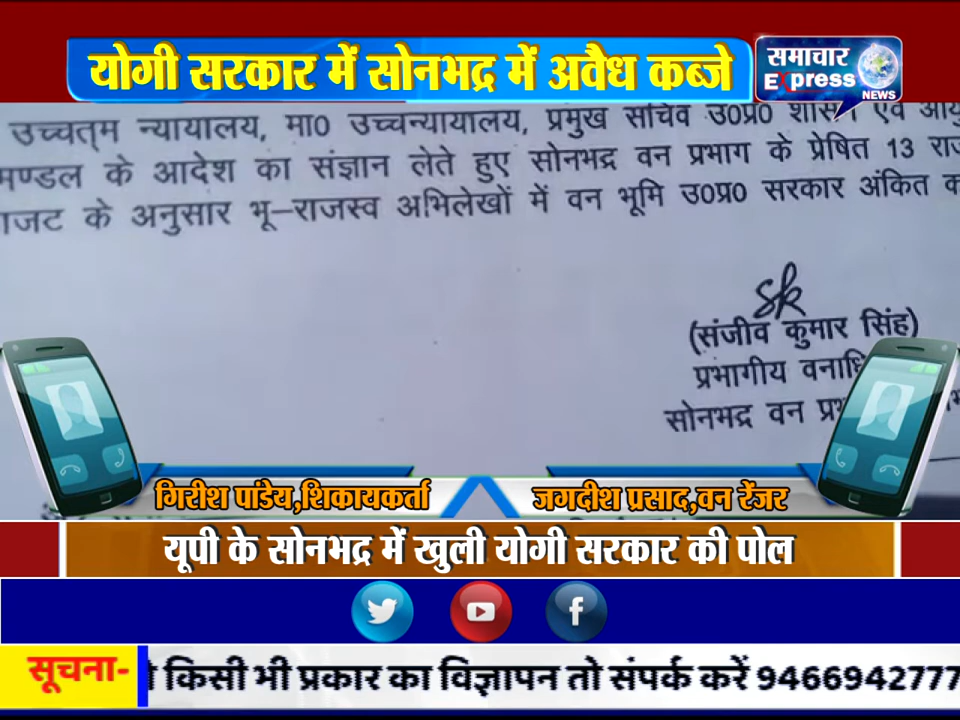 योगी सरकार में सोनभद्र में अवैध कब्जे
समाचार
Express
NEWS
उच्चत्म न्यायालय, मा0 उच्चन्यायालय, प्रमुख सचिव उ0प्र0 शासन एवं
मण्डल के आदेश का संज्ञान लेते हुए सोनभद्र वन प्रभाग के प्रेषित 13
के अनुसार भू–राजस्व अभिलेखों में वन भूमि उ0प्र0 सरकार अंकित
sk
(संजीव कुमार सिंह)
प्रभागीय
सोनभद्र वन
गिरीश पांडेय,शिकायकर्ता
जगदीश प्रसाद,वन रेंजर
यूपी के सोनभद्र में खुली योगी सरकार की पोल
सूचना-
किसी भी प्रकार का विज्ञापन तो संपर्क करें 9466942777